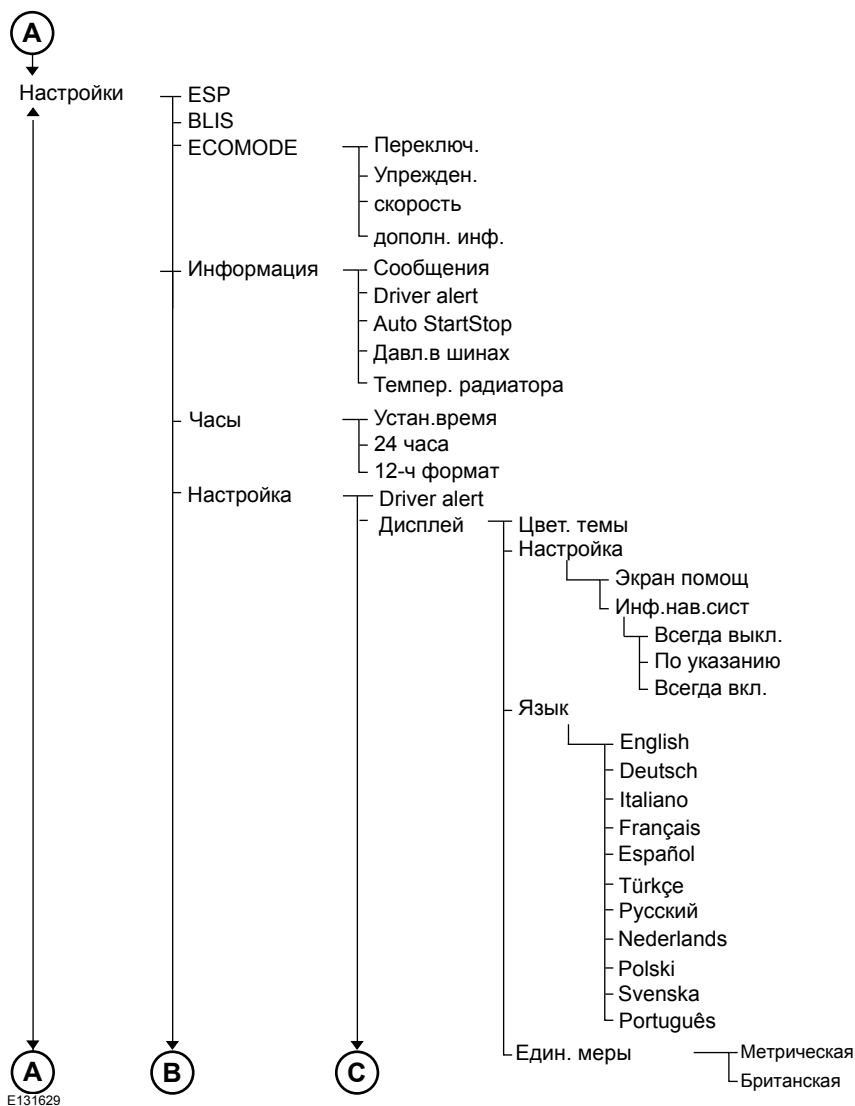 A
Настройки
ESP
BLIS
ECOMODE
Переключ.
Упрежден.
скорость
дополн. инф.
Информация
Сообщения
Driver alert
Auto StartStop
Давл.в шинах
Темпер. радиатора
Часы
Устан.время
24 часа
12-ч формат
Настройка
Driver alert
Дисплей
Цвет. темы
Настройка
Экран помощ
Инф.нав.сист
Всегда выкл.
По указанию
Всегда вкл.
Язык
English
Deutsch
Italiano
Français
Español
Türkçe
Русский
Nederlands
Polski
Svenska
Português
Един. меры
Метрическая
Британская
A
B
C
E131629